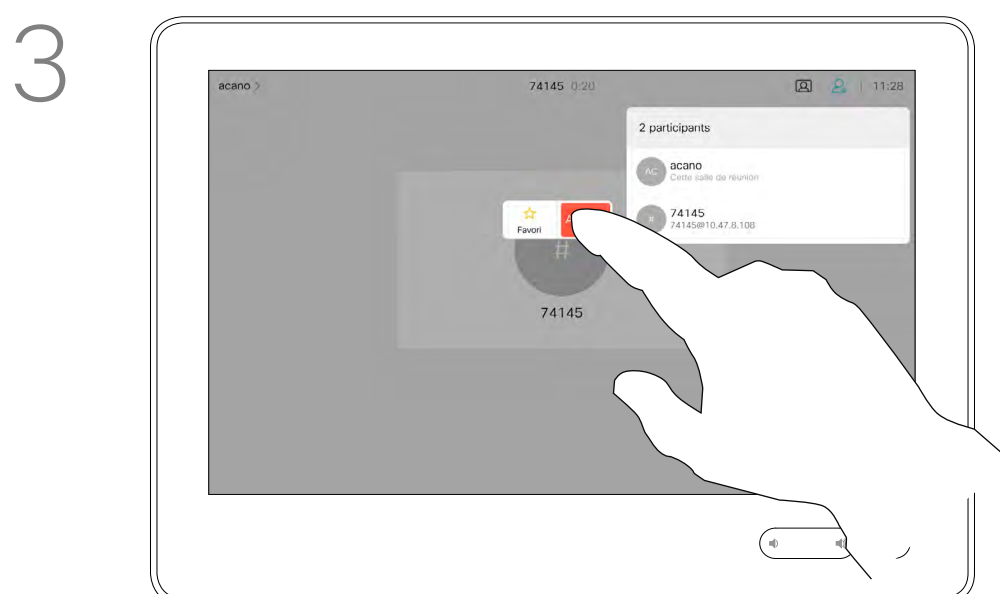 3
acano
74145 0:20
11:28
2 participants
AC
acano
Cette salle de réunion
#
74145
74145@10.47.8.108
Favori
#
74145